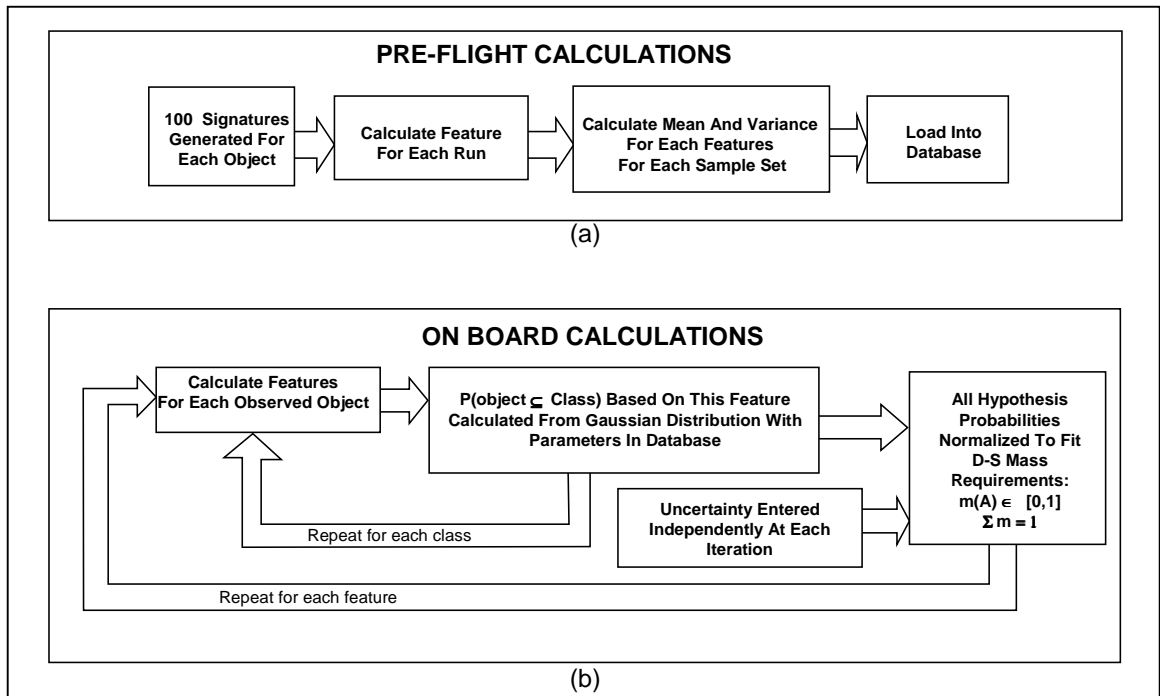 PRE-FLIGHT CALCULATIONS
100 Signatures
Generated For
Each Object
Calculate Feature
For Each Run
Calculate Mean And Variance
For Each Features
For Each Sample Set
Load Into
Database
(a)
ON BOARD CALCULATIONS
Calculate Features
For Each Observed Object
P(object ⊆ Class) Based On This Feature
Calculated From Gaussian Distribution With
Parameters In Database
All Hypothesis
Probabilities
Normalized To Fit
D-S Mass
Requirements:
m(A) ∈ [0,1]
Σ m = 1
Uncertainty Entered
Independently At Each
Iteration
Repeat for each class
Repeat for each feature
(b)